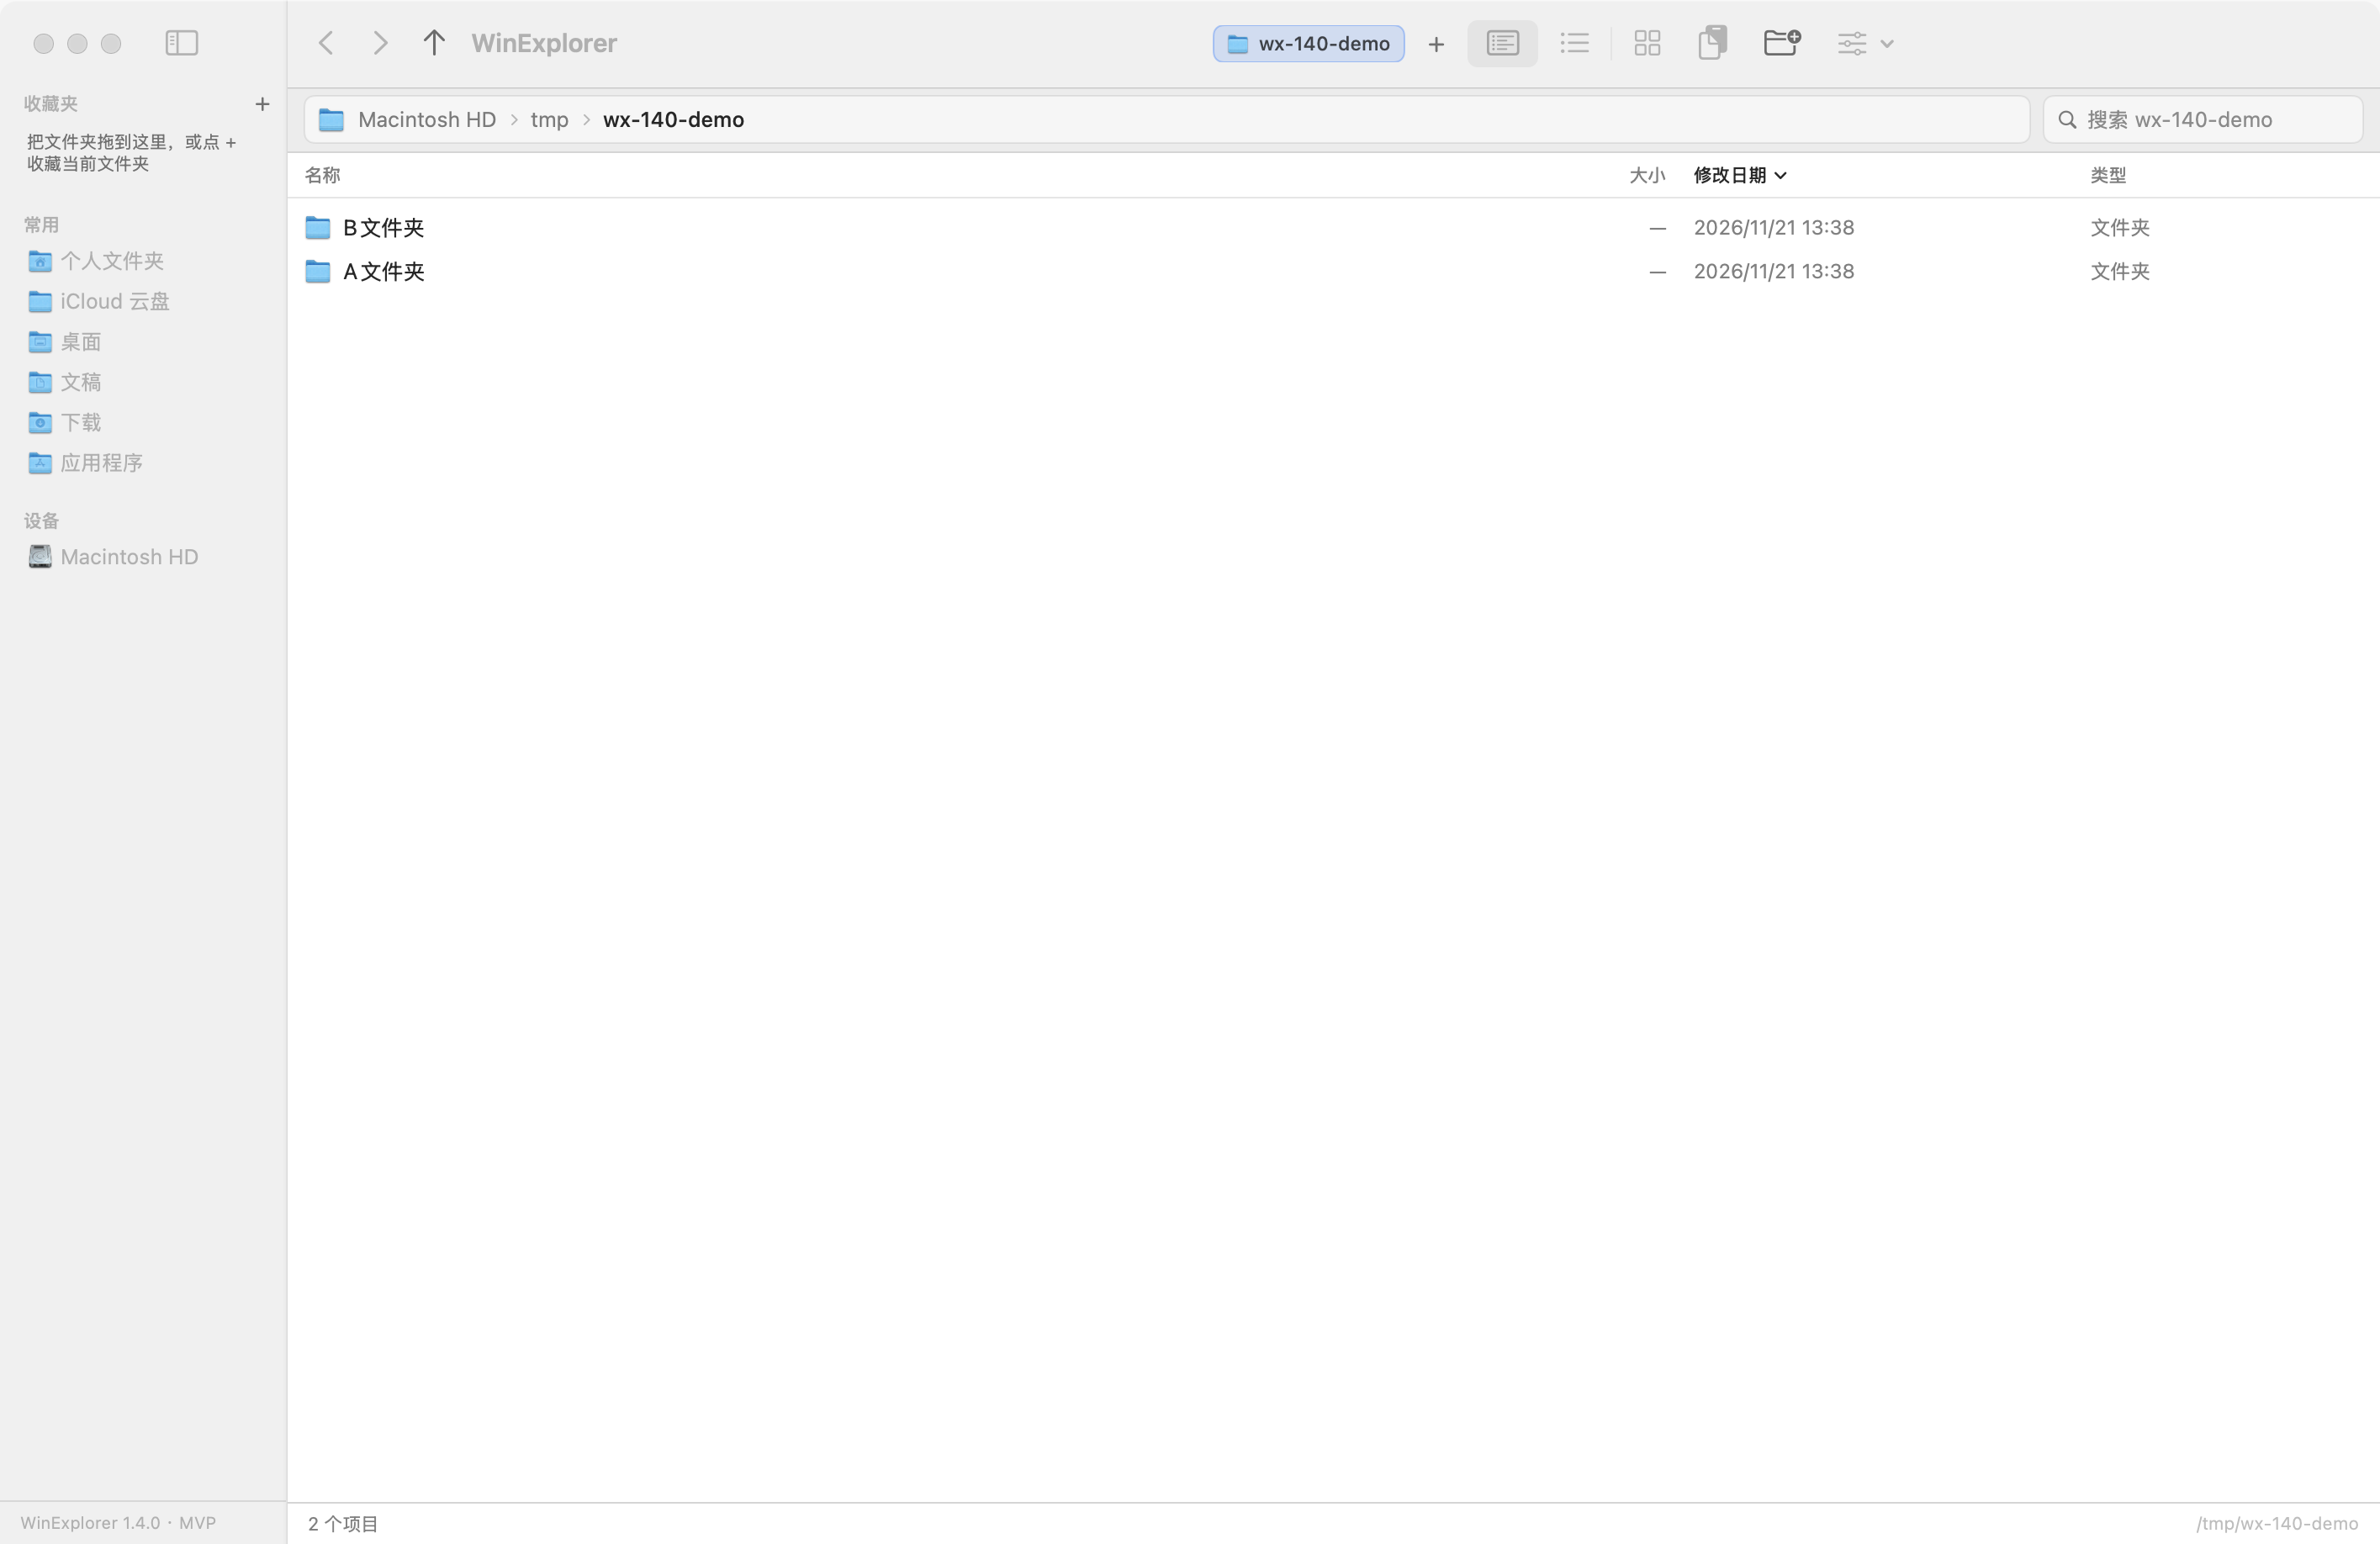 WinExplorer
wx-140-demo
收藏夹
把文件夹拖到这里，或点 +
收藏当前文件夹
常用
个人文件夹
iCloud 云盘
桌面
文稿
下载
应用程序
设备
Macintosh HD
WinExplorer 1.4.0 · MVP
Macintosh HD › tmp › wx-140-demo
搜索 wx-140-demo
名称 大小 修改日期 类型
B文件夹 — 2026/11/21 13:38 文件夹
A文件夹 — 2026/11/21 13:38 文件夹
2 个项目
/tmp/wx-140-demo